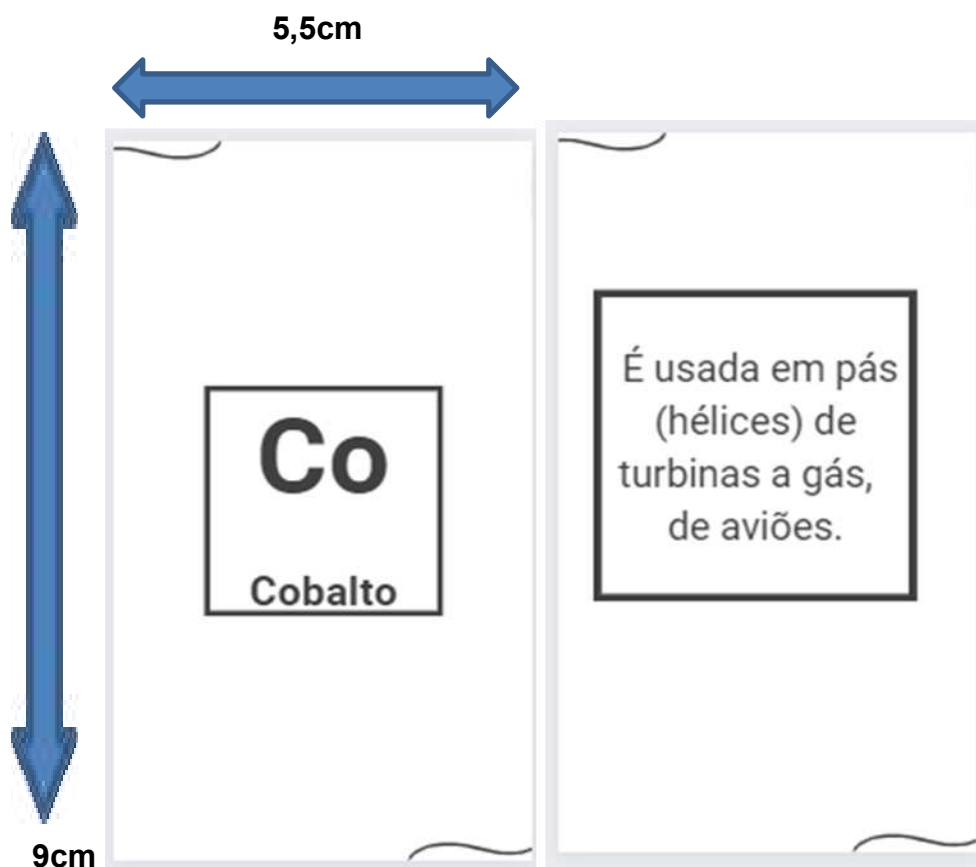 5,5cm
Co
Cobalto
É usada em pás
(hélices) de
turbinas a gás,
de aviões.
9cm